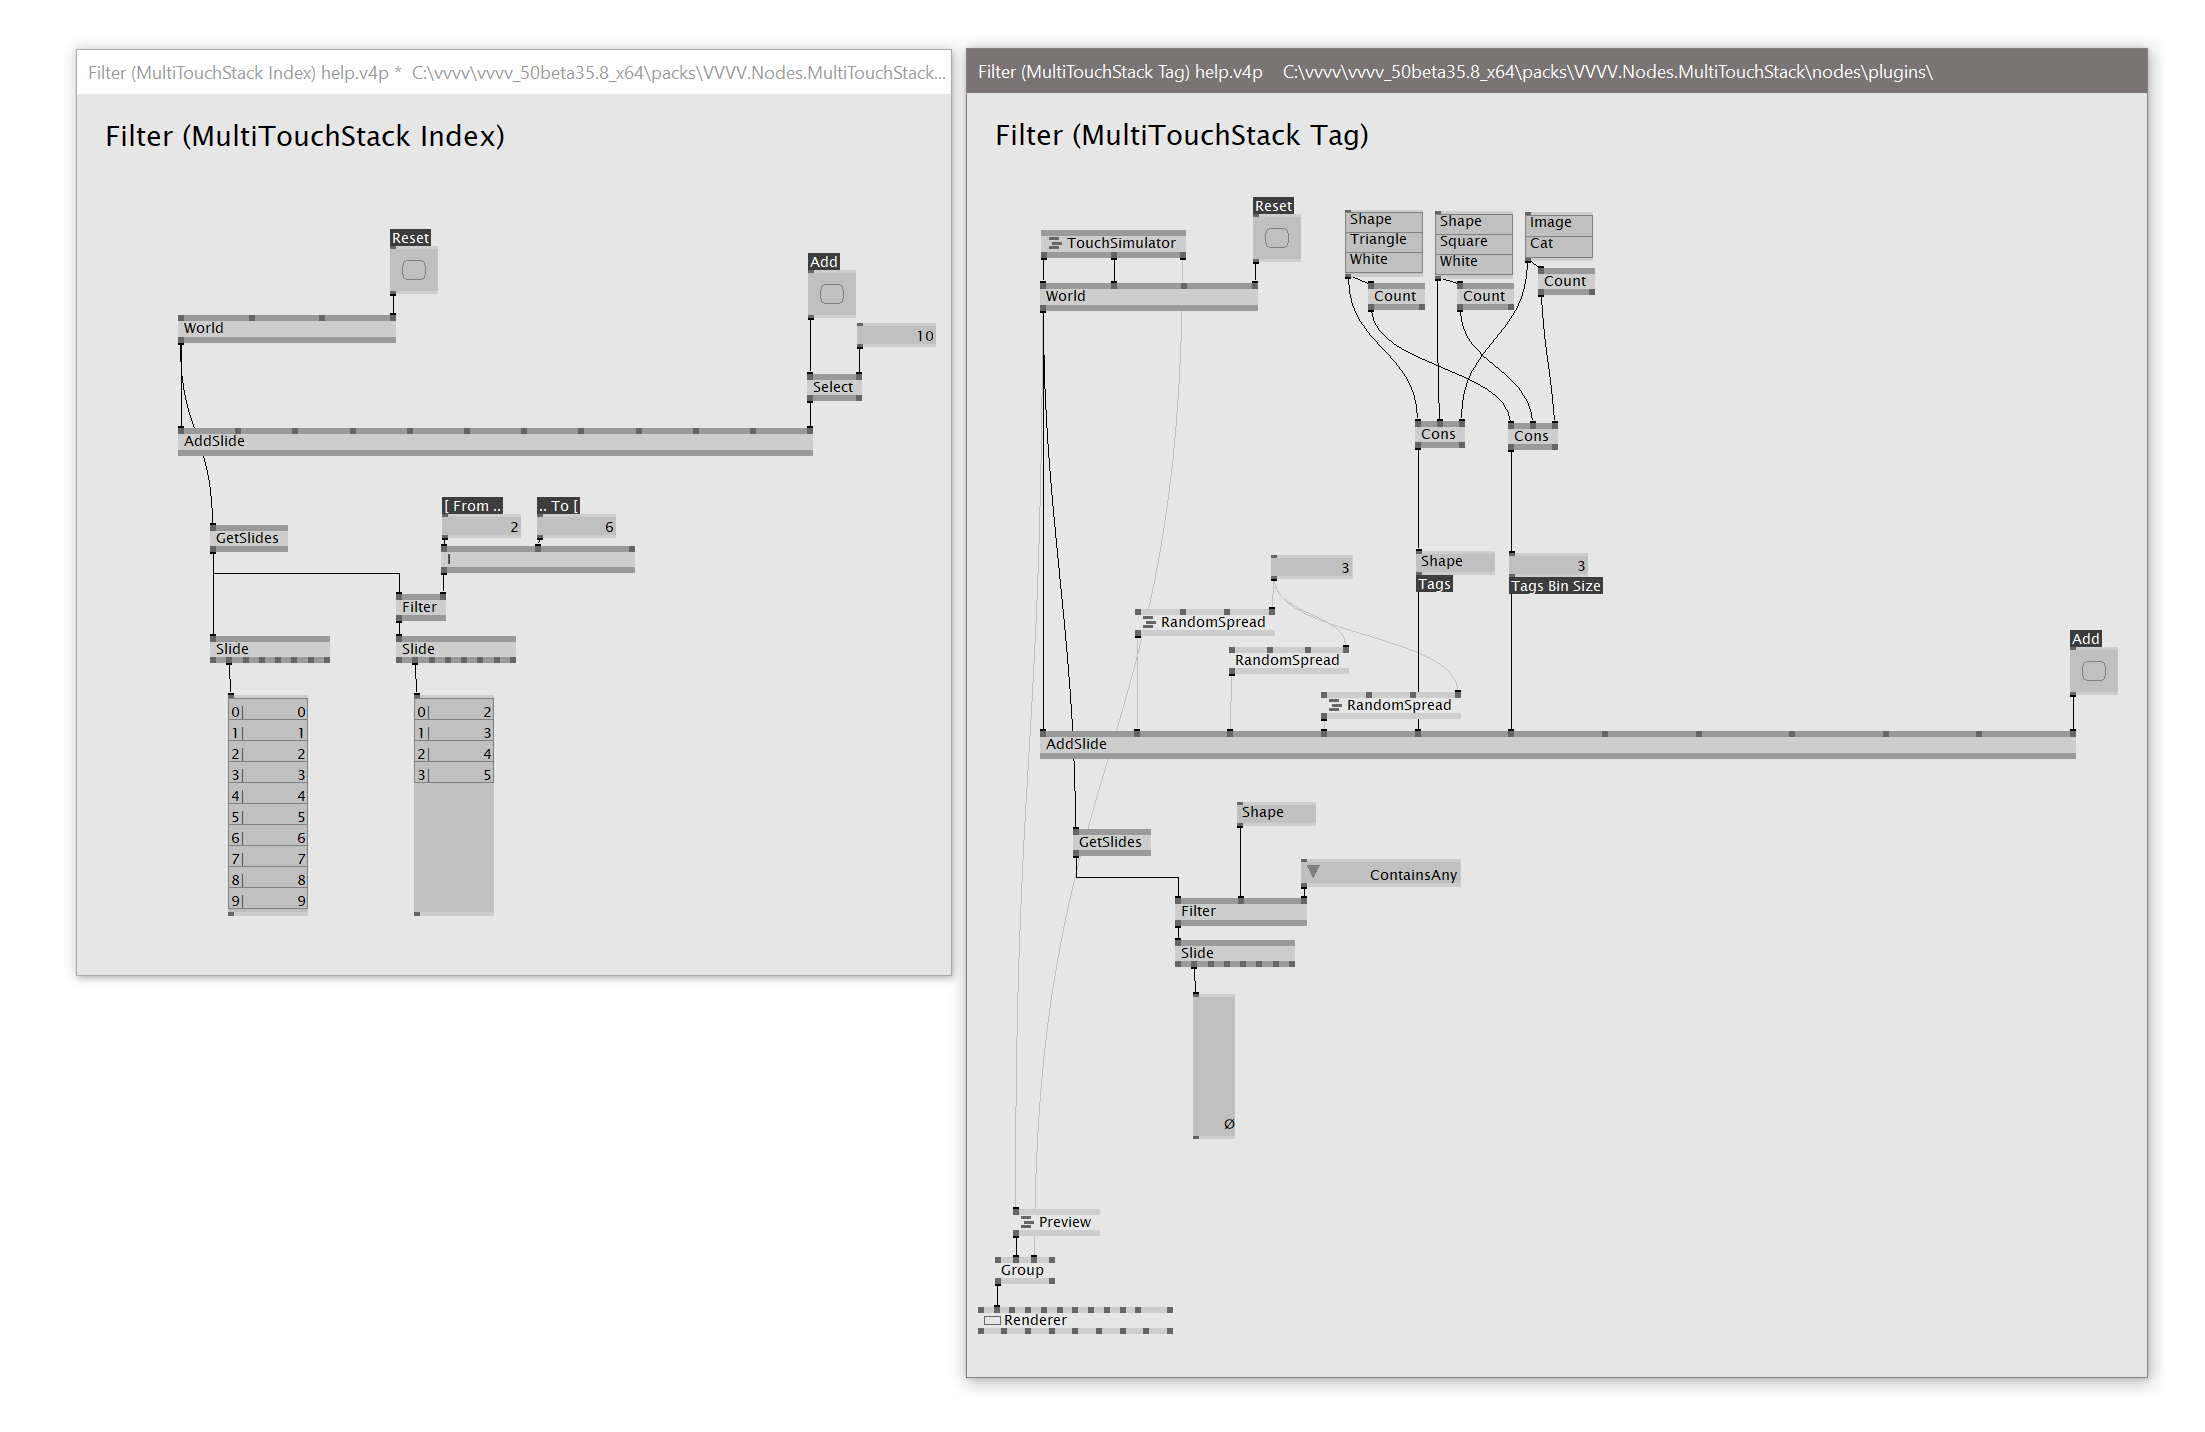 Filter (MultiTouchStack Index) help.v4p *  C:\vvvv\vvvv_50beta35.8_x64\packs\VVVV.Nodes.MultiTouchStack...
Filter (MultiTouchStack Index)
Reset
World
Add
10
Select
AddSlide
[ From ..
.. To [
2
6
GetSlides
I
Filter
Slide
Slide
0| 0
1| 1
2| 2
3| 3
4| 4
5| 5
6| 6
7| 7
8| 8
9| 9
0| 2
1| 3
2| 4
3| 5
Filter (MultiTouchStack Tag) help.v4p    C:\vvvv\vvvv_50beta35.8_x64\packs\VVVV.Nodes.MultiTouchStack\nodes\plugins\
Filter (MultiTouchStack Tag)
Reset
TouchSimulator
World
Shape
Triangle
White
Count
Shape
Square
White
Count
Image
Cat
Count
Cons
Cons
3
Shape
Tags
3
Tags Bin Size
RandomSpread
RandomSpread
RandomSpread
Add
AddSlide
Shape
GetSlides
ContainsAny
Filter
Slide
Ø
Preview
Group
Renderer